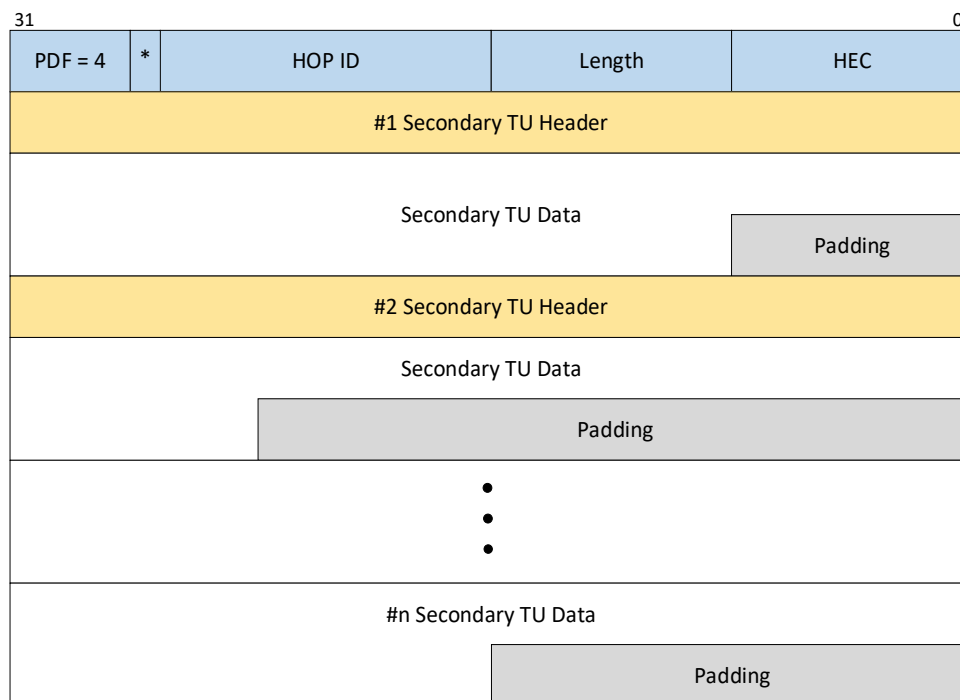 31 0
PDF = 4 * HOP ID Length HEC
#1 Secondary TU Header
Secondary TU Data
Padding
#2 Secondary TU Header
Secondary TU Data
Padding
#n Secondary TU Data
Padding